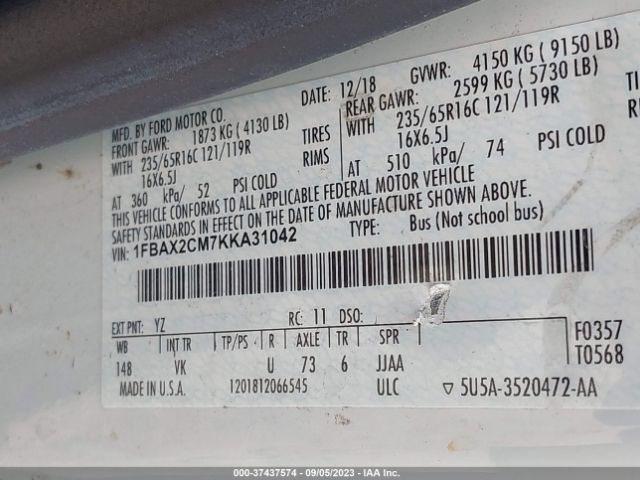 MFD. BY FORD MOTOR CO. DATE: 12/18 GVWR: 4150 KG ( 9150 LB)
FRONT GAWR: 1873 KG ( 4130 LB) REAR GAWR: 2599 KG ( 5730 LB)
WITH 235/65R16C 121/119R TIRES WITH 235/65R16C 121/119R
16X6.5J RIMS 16X6.5J
AT 360 kPa/ 52 PSI COLD AT 510 kPa/ 74 PSI COLD
THIS VEHICLE CONFORMS TO ALL APPLICABLE FEDERAL MOTOR VEHICLE
SAFETY STANDARDS IN EFFECT ON THE DATE OF MANUFACTURE SHOWN ABOVE.
VIN: 1FBAX2CM7KKA31042 TYPE: Bus (Not school bus)
EXT PNT: YZ RC: 11 DSO:
WB INT TR TP/PS R AXLE TR SPR F0357
148 VK U 73 6 JJAA T0568
MADE IN U.S.A. 1201812066545 ULC ▽ 5U5A-3520472-AA
000-37437574 - 09/05/2023 - IAA Inc.